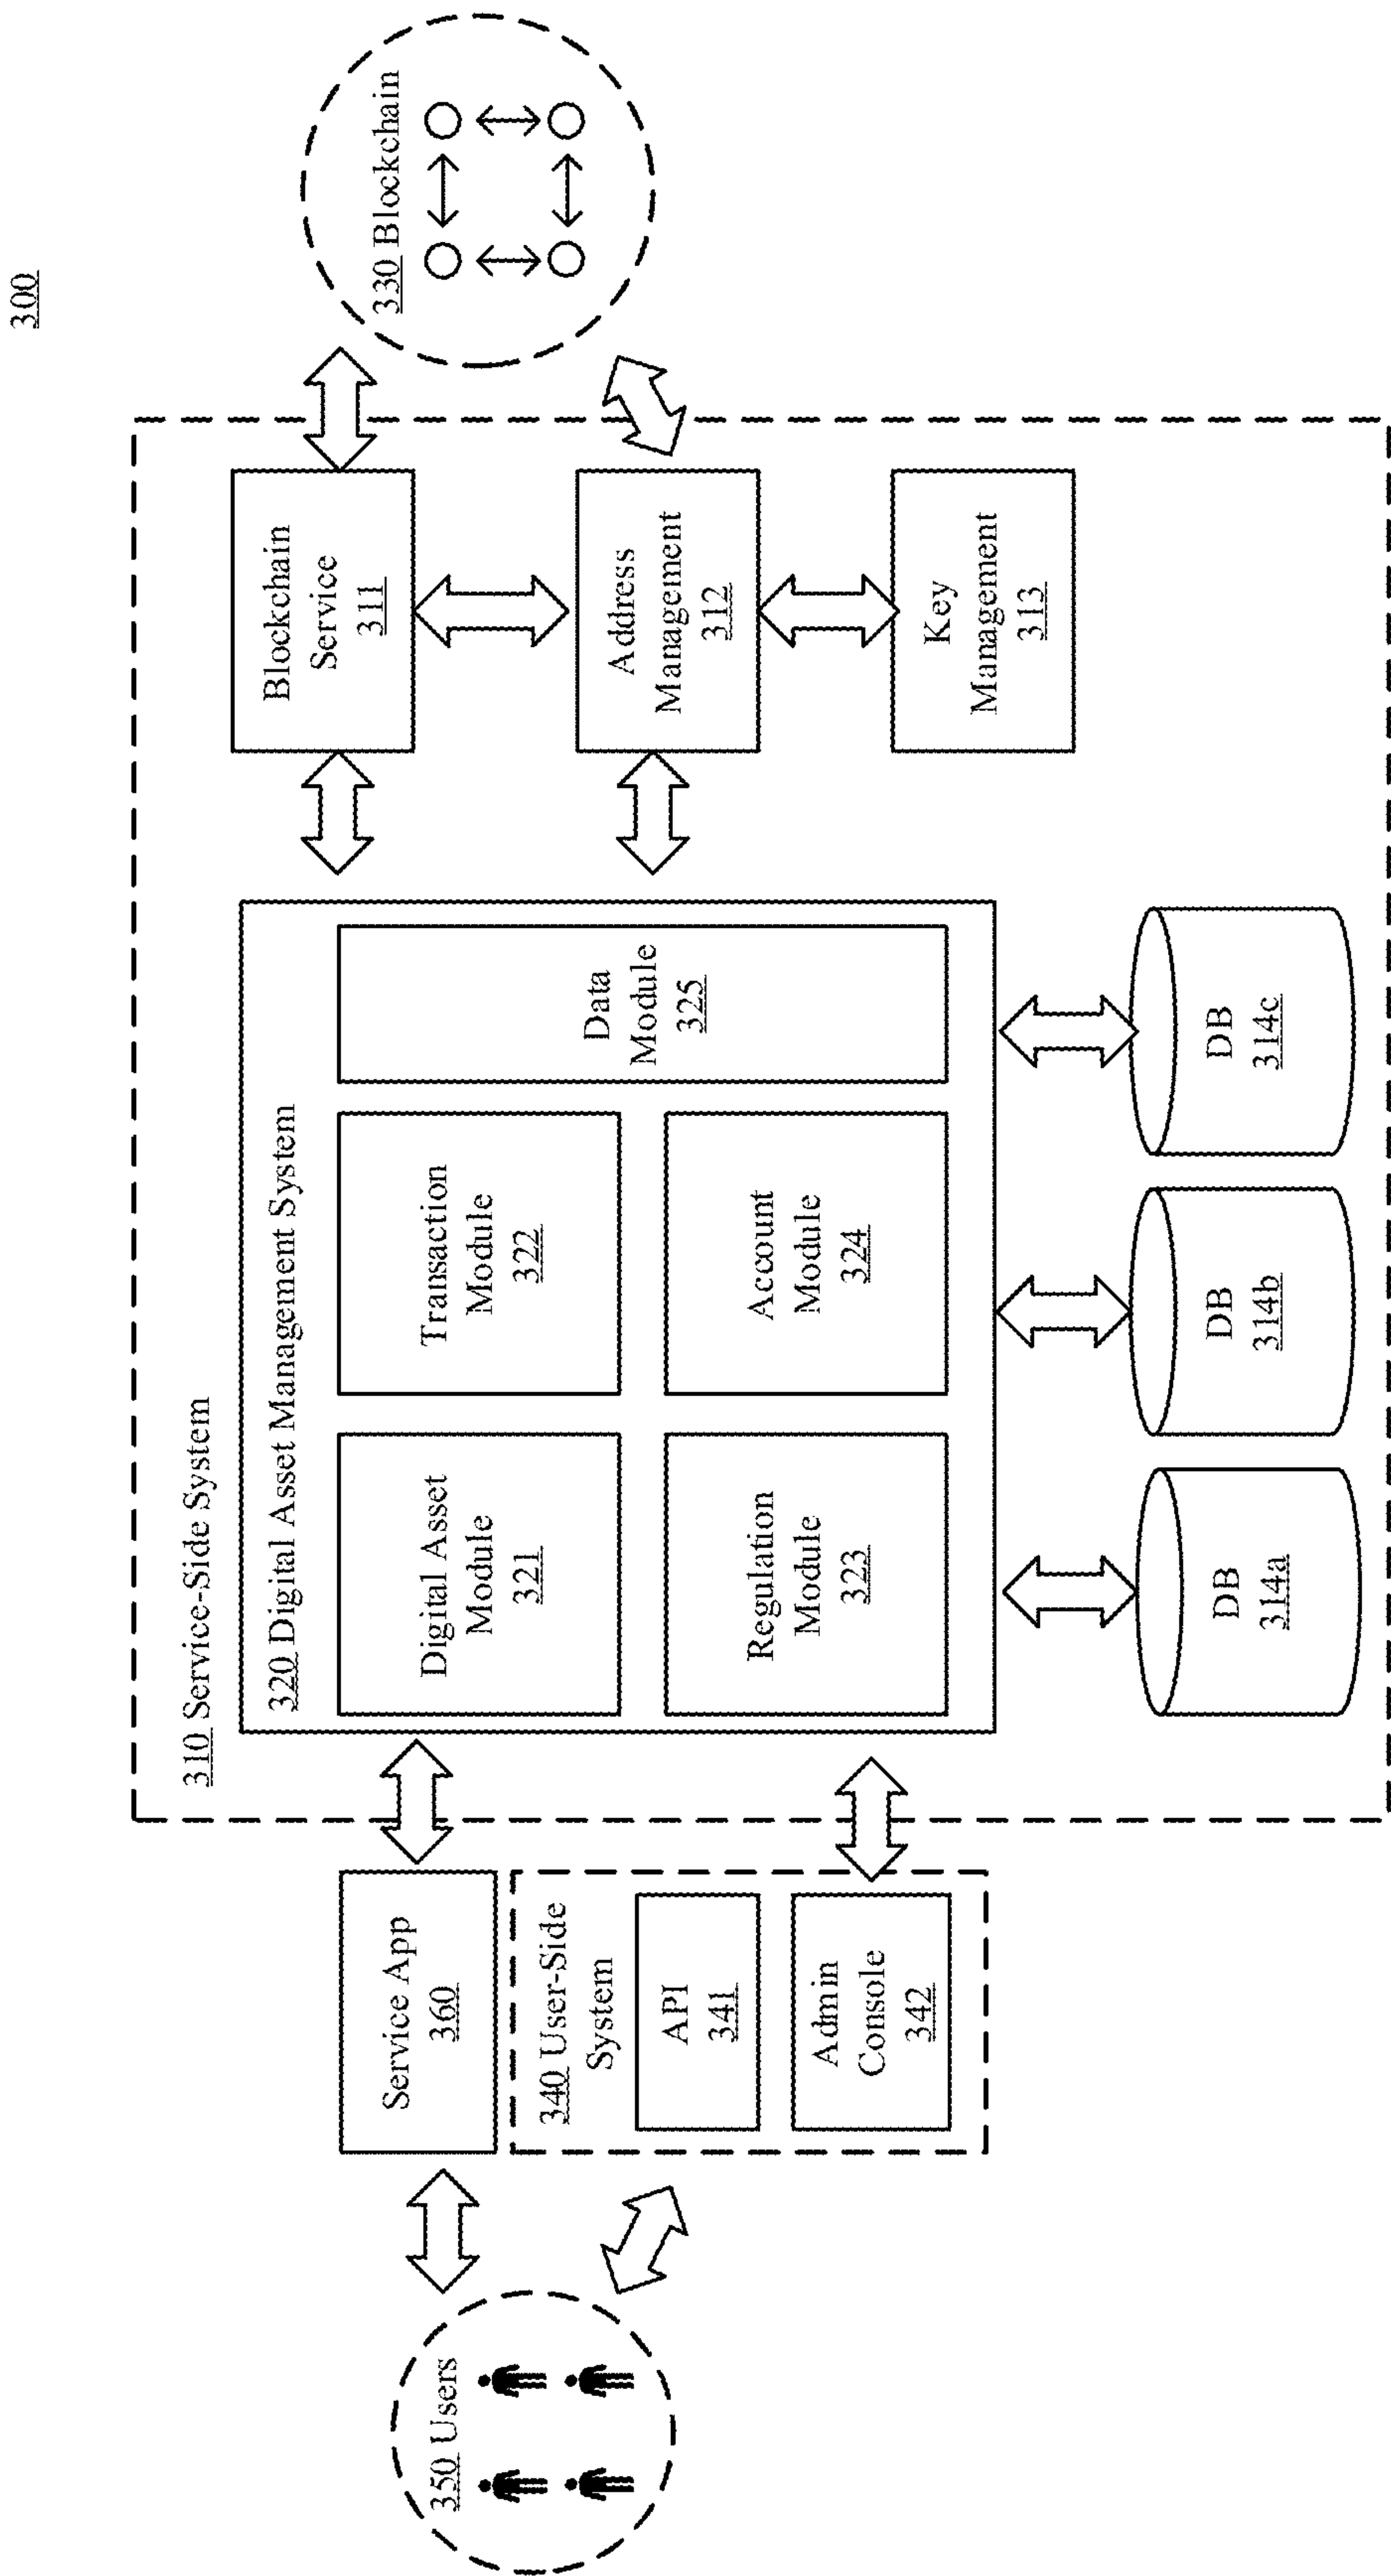 300
310 Service-Side System
320 Digital Asset Management System
Digital Asset
Module
321
Transaction
Module
322
Regulation
Module
323
Account
Module
324
Data
Module
325
Blockchain
Service
311
Address
Management
312
Key
Management
313
DB
314a
DB
314b
DB
314c
330 Blockchain
Service App
360
340 User-Side
System
API
341
Admin
Console
342
350 Users